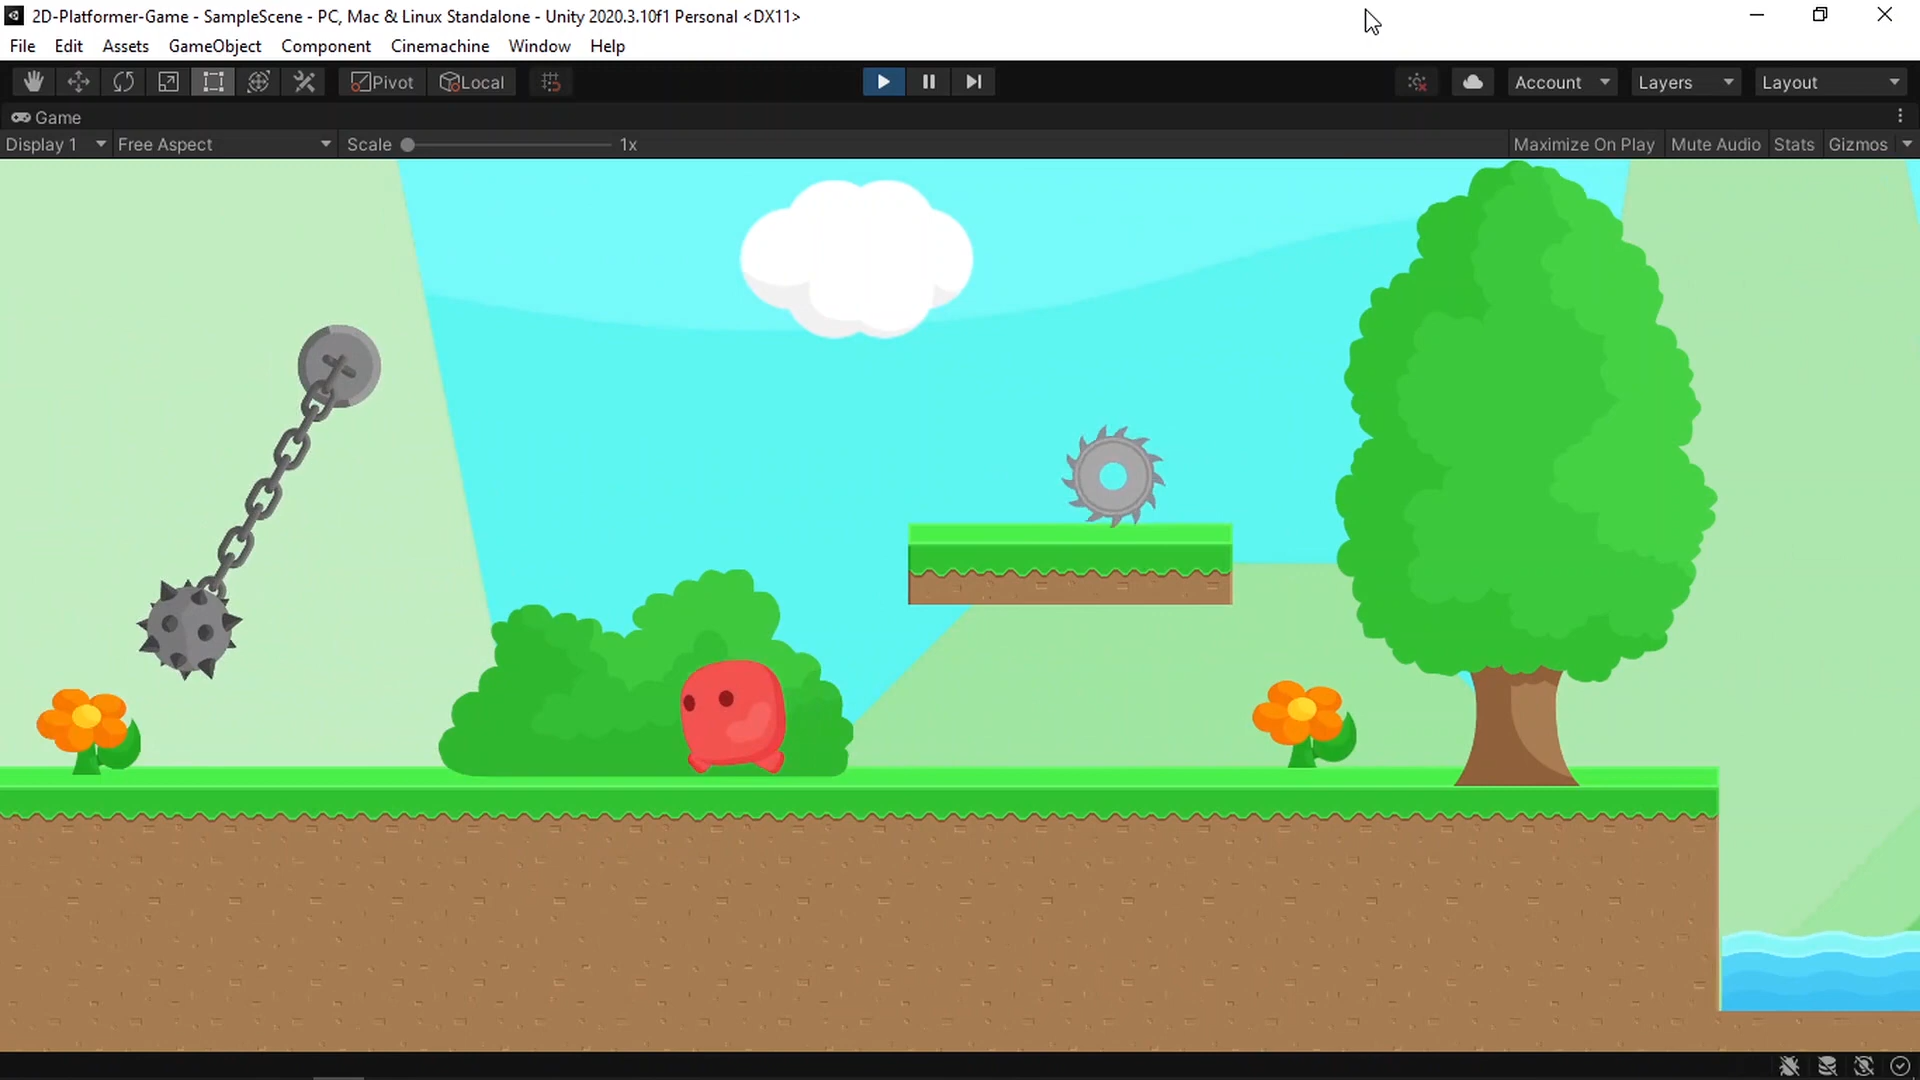 2D-Platformer-Game - SampleScene - PC, Mac & Linux Standalone - Unity 2020.3.10f1 Personal <DX11>
File Edit Assets GameObject Component Cinemachine Window Help
Pivot Local Account Layers Layout
Game
Display 1 Free Aspect Scale 1x Maximize On Play Mute Audio Stats Gizmos